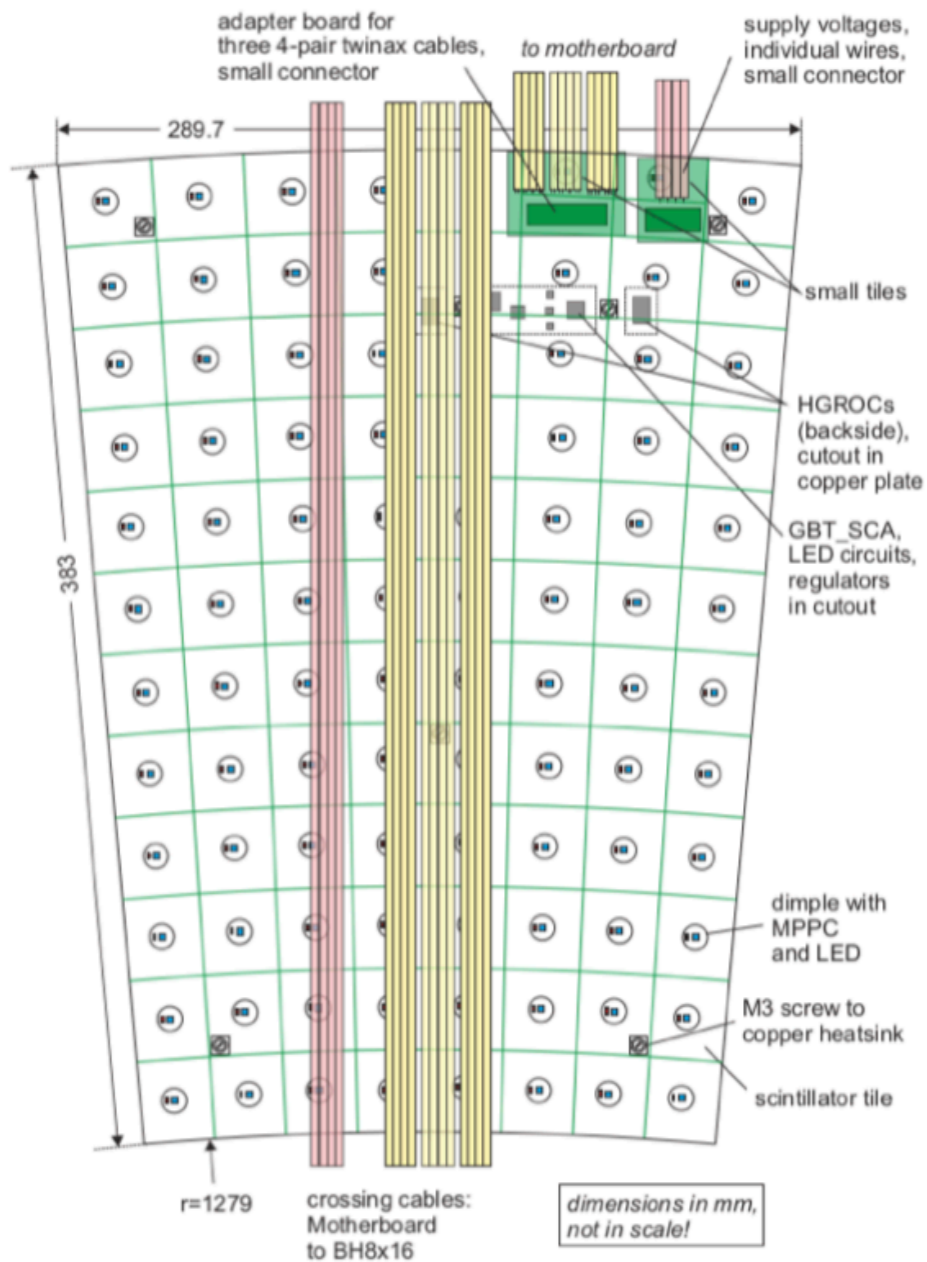 adapter board for
three 4-pair twinax cables,
small connector
to motherboard
supply voltages,
individual wires,
small connector
289.7
small tiles
HGROCs
(backside),
cutout in
copper plate
GBT_SCA,
LED circuits,
regulators
in cutout
383
dimple with
MPPC
and LED
M3 screw to
copper heatsink
scintillator tile
r=1279
crossing cables:
Motherboard
to BH8x16
dimensions in mm,
not in scale!